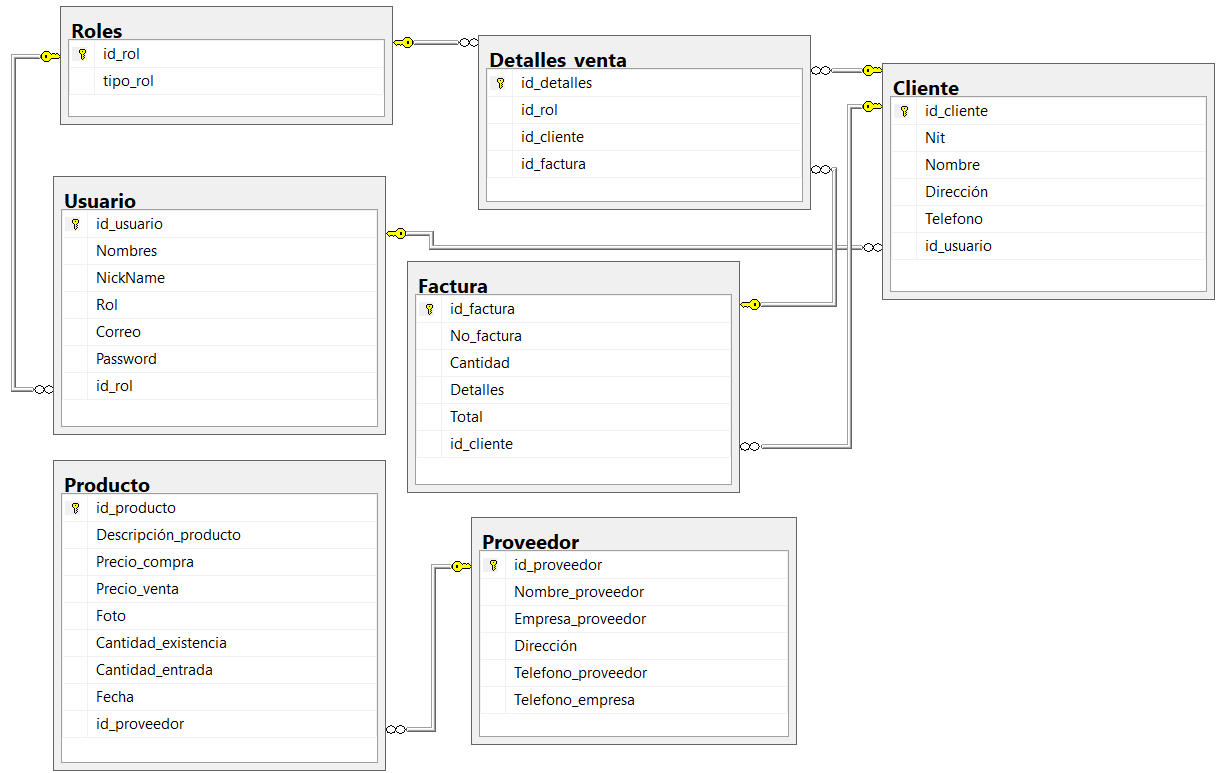 Roles
id_rol
tipo_rol
Detalles_venta
id_detalles
id_rol
id_cliente
id_factura
Cliente
id_cliente
Nit
Nombre
Dirección
Telefono
id_usuario
Usuario
id_usuario
Nombres
NickName
Rol
Correo
Password
id_rol
Factura
id_factura
No_factura
Cantidad
Detalles
Total
id_cliente
Producto
id_producto
Descripción_producto
Precio_compra
Precio_venta
Foto
Cantidad_existencia
Cantidad_entrada
Fecha
id_proveedor
Proveedor
id_proveedor
Nombre_proveedor
Empresa_proveedor
Dirección
Telefono_proveedor
Telefono_empresa